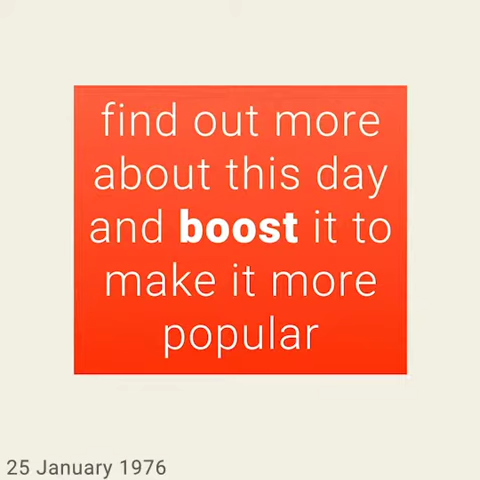 find out more
about this day
and boost it to
make it more
popular
25 January 1976